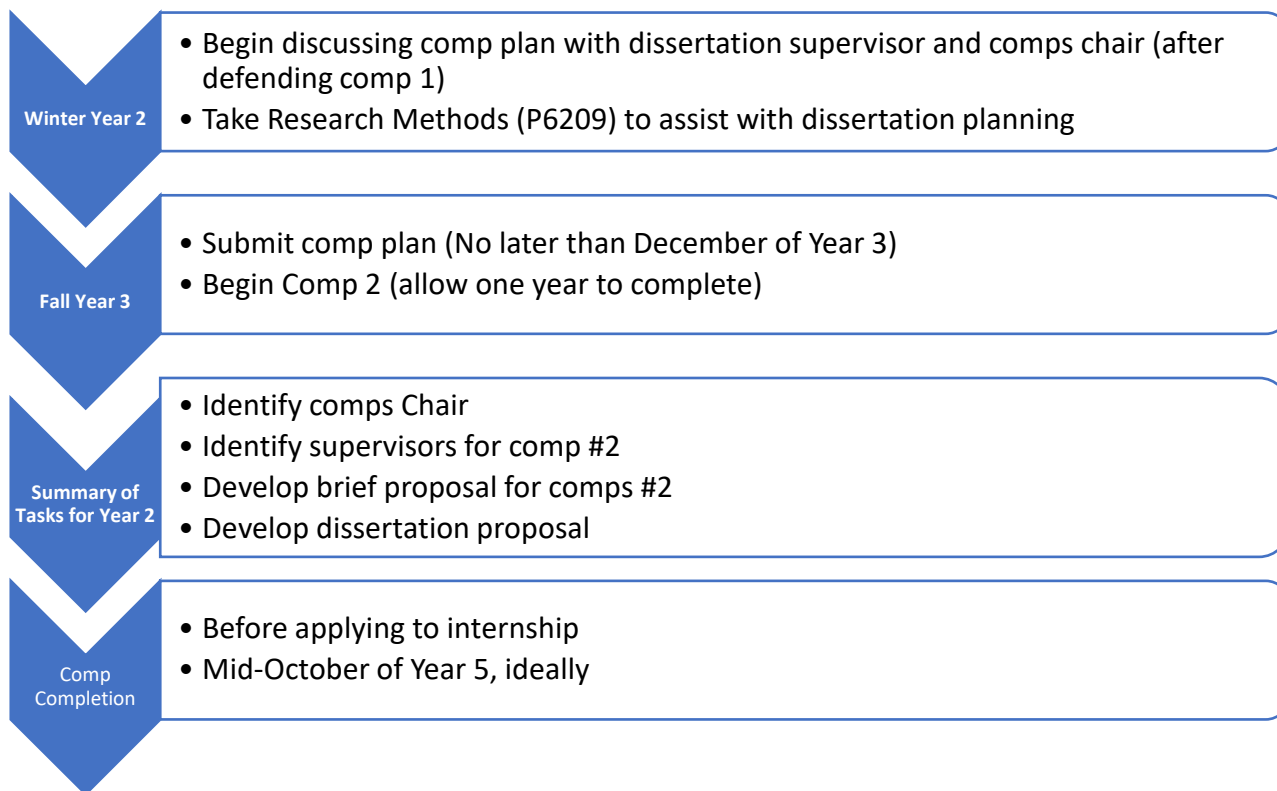 Winter Year 2
• Begin discussing comp plan with dissertation supervisor and comps chair (after
defending comp 1)
• Take Research Methods (P6209) to assist with dissertation planning
Fall Year 3
• Submit comp plan (No later than December of Year 3)
• Begin Comp 2 (allow one year to complete)
Summary of
Tasks for Year 2
• Identify comps Chair
• Identify supervisors for comp #2
• Develop brief proposal for comps #2
• Develop dissertation proposal
Comp
Completion
• Before applying to internship
• Mid-October of Year 5, ideally